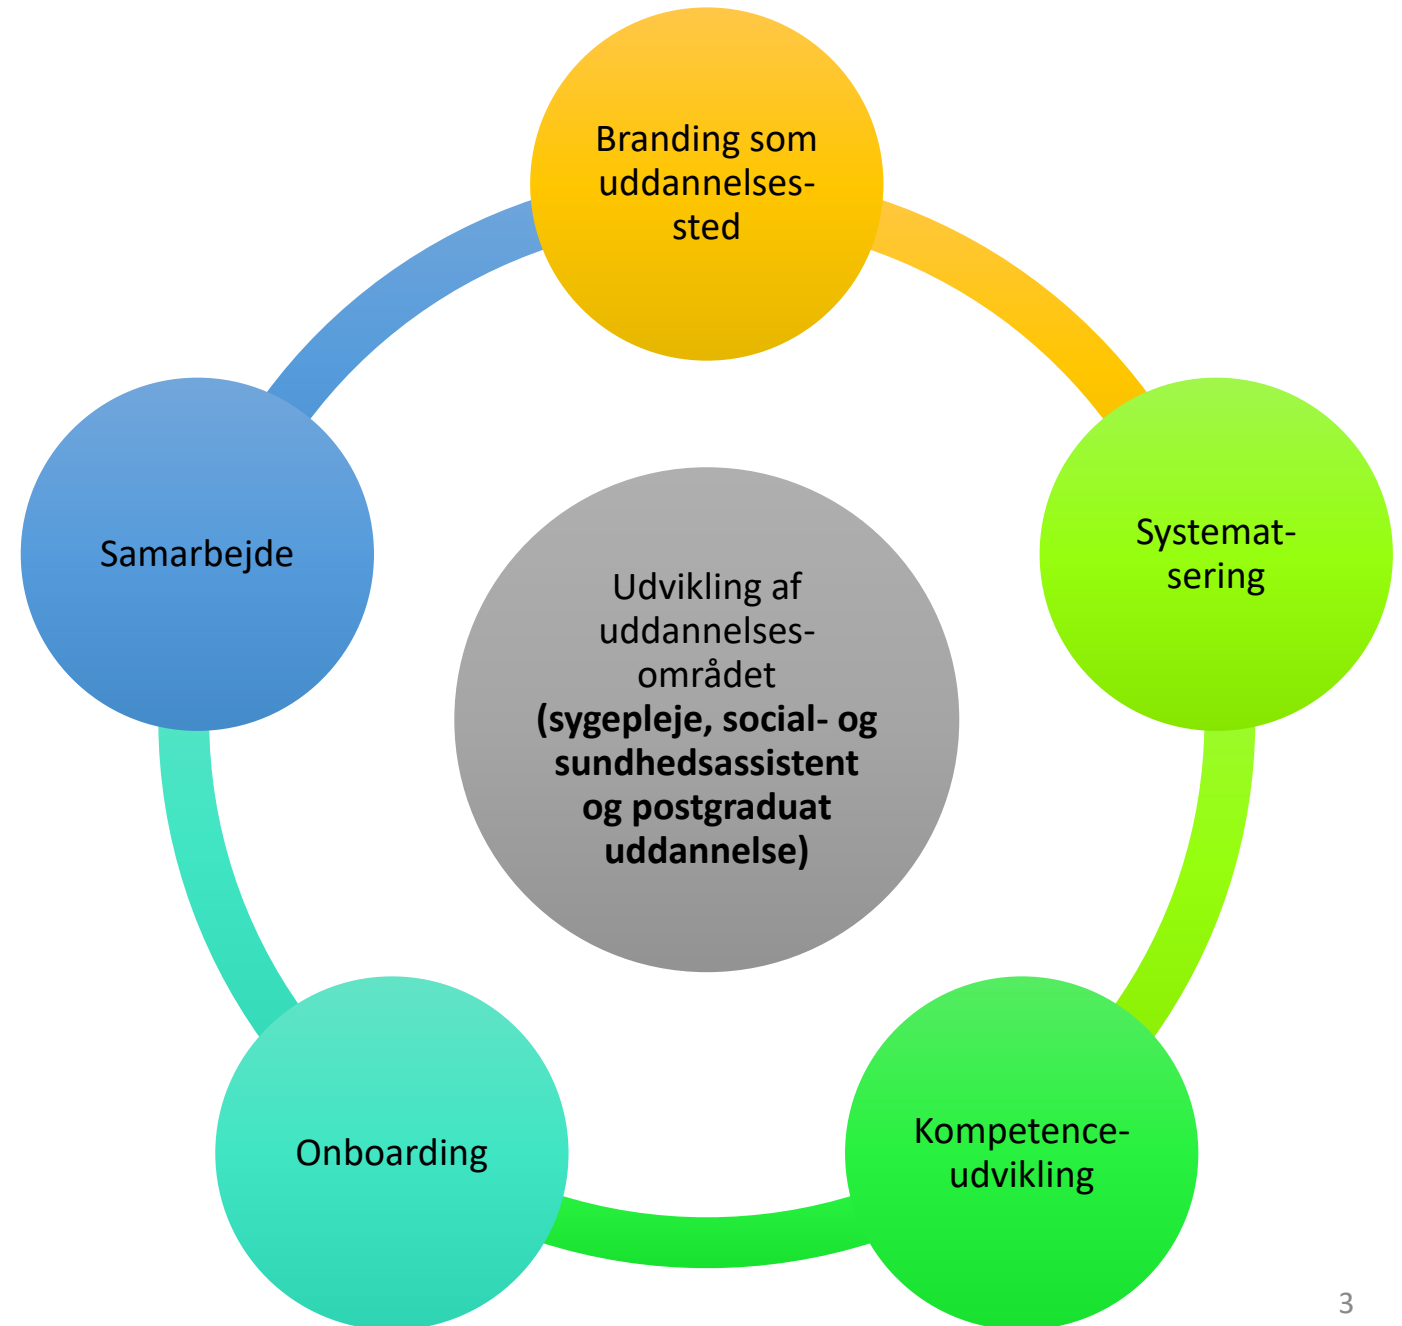 Branding som
uddannelses-
sted
Samarbejde
Systemat-
sering
Udvikling af
uddannelses-
området
(sygepleje, social- og
sundhedsassistent
og postgraduat
uddannelse)
Onboarding
Kompetence-
udvikling
3